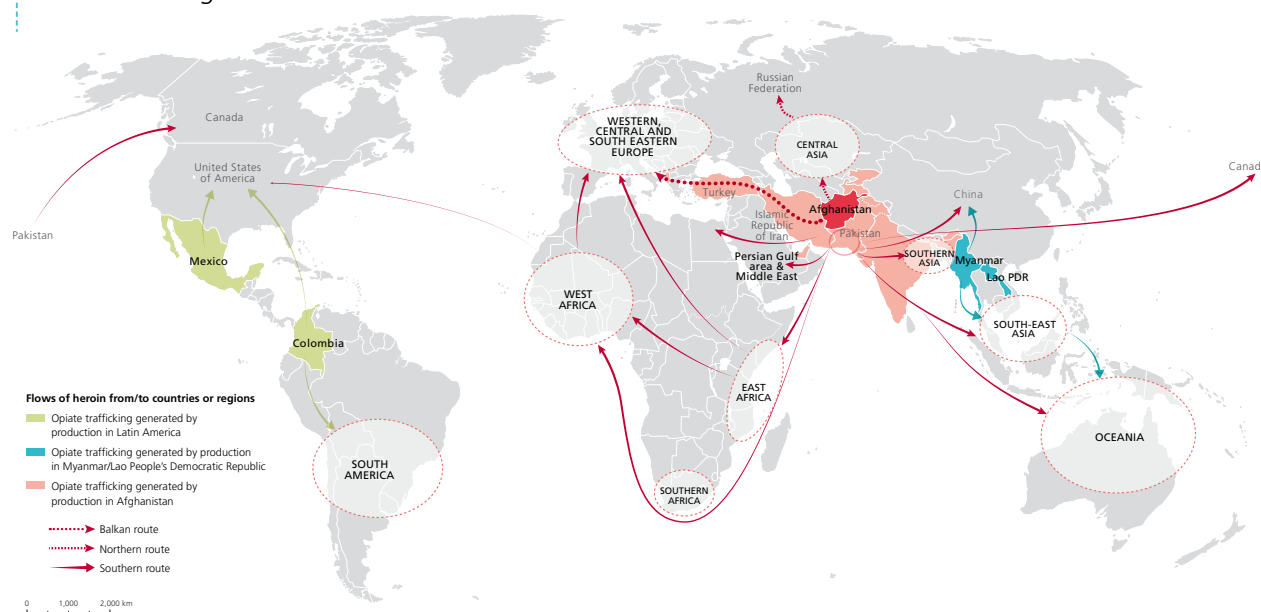 Russian
Federation
Canada
WESTERN,
CENTRAL AND
SOUTH EASTERN
EUROPE
CENTRAL
ASIA
United States
of America
Canad
Turkey
China
Afghanistan
Islamic
Republic
of Iran
Pakistan
Pakistan
Mexico
Persian Gulf
area &
Middle East
SOUTHERN
ASIA
Myanmar
Lao PDR
WEST
AFRICA
SOUTH-EAST
ASIA
Colombia
EAST
AFRICA
OCEANIA
SOUTH
AMERICA
SOUTHERN
AFRICA
Flows of heroin from/to countries or regions
Opiate trafficking generated by
production in Latin America
Opiate trafficking generated by production
in Myanmar/Lao People's Democratic Republic
Opiate trafficking generated by
production in Afghanistan
Balkan route
Northern route
Southern route
0 1,000 2,000 km